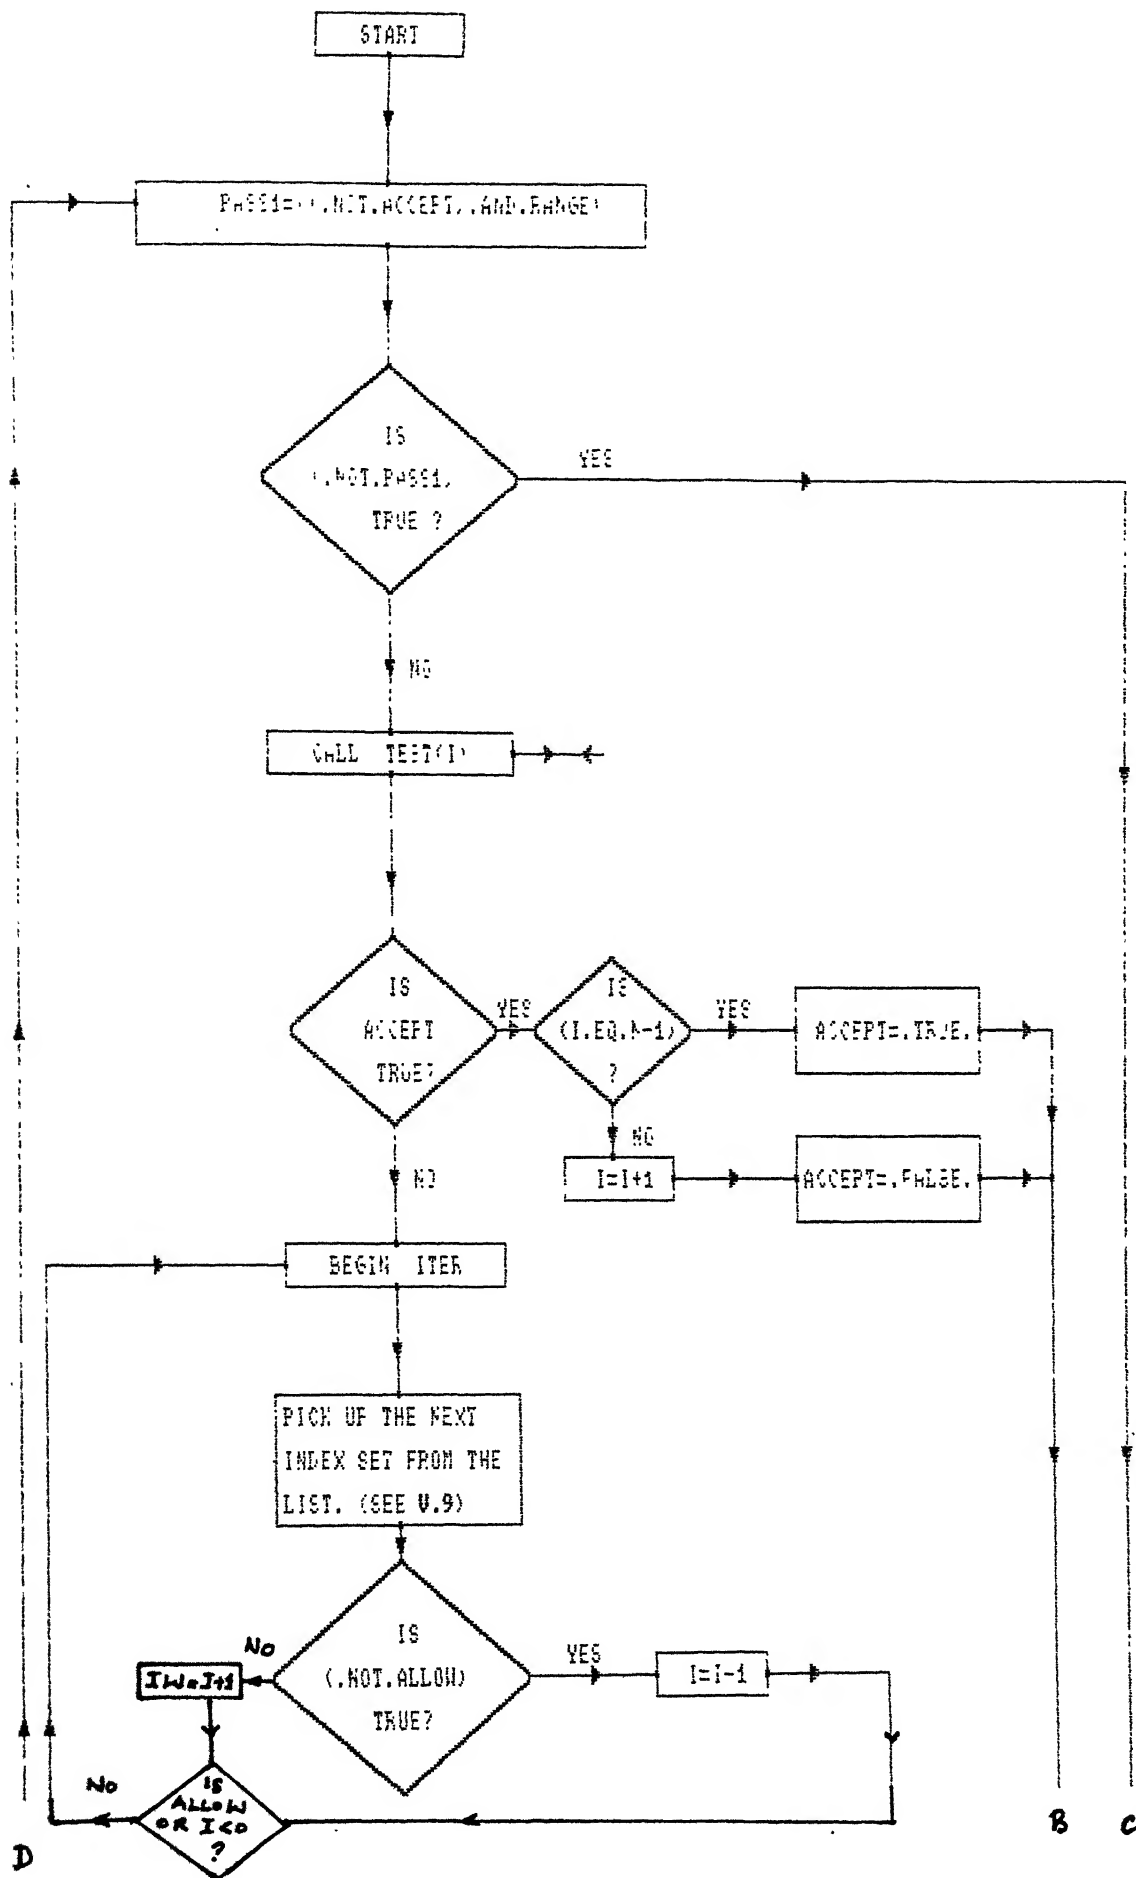 START
PASS1=((.NOT.ACCEPT).AND.RANGE)
IS
(.NOT.PASS1)
TRUE ?
YES
NO
CALL TEST(I)
IS
ACCEPT
TRUE?
YES
IS
(I.EQ.N-1)
?
YES
ACCEPT=.TRUE.
NO
I=I+1
ACCEPT=.FALSE.
NO
BEGIN ITER
PICK UP THE NEXT
INDEX SET FROM THE
LIST. (SEE V.9)
IS
(.NOT.ALLOW)
TRUE?
NO
YES
I=I-1
IW=I+1
IS
ALLOW
OR I<0
?
NO
D
B
C